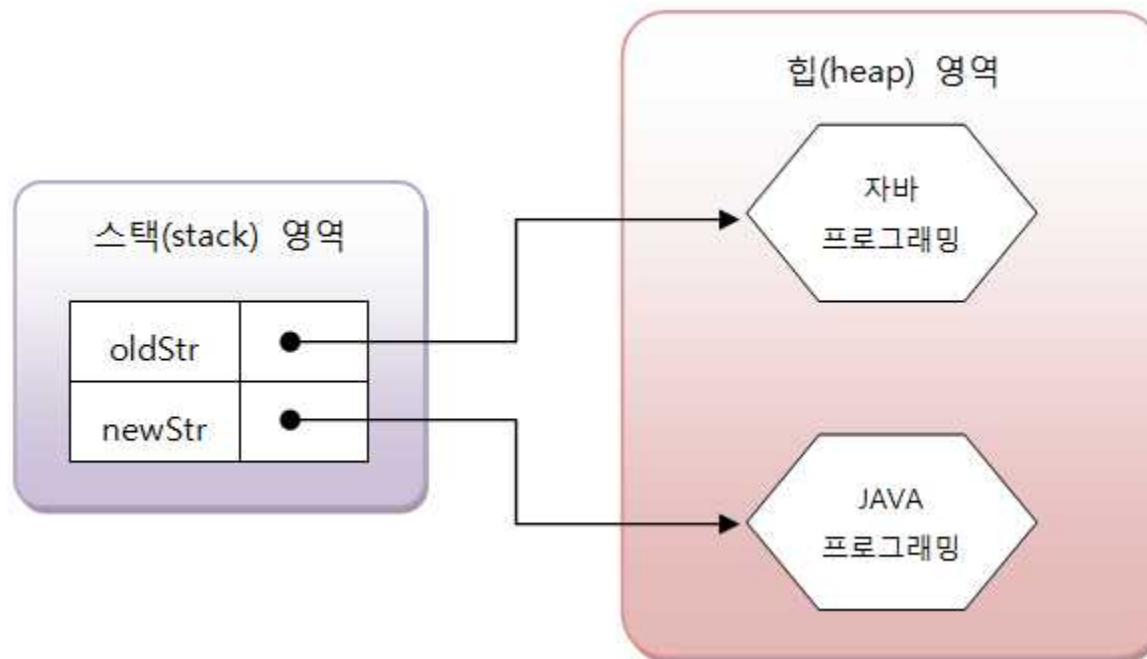 힙(heap) 영역
자바
프로그래밍
스택(stack) 영역
oldStr
newStr
JAVA
프로그래밍